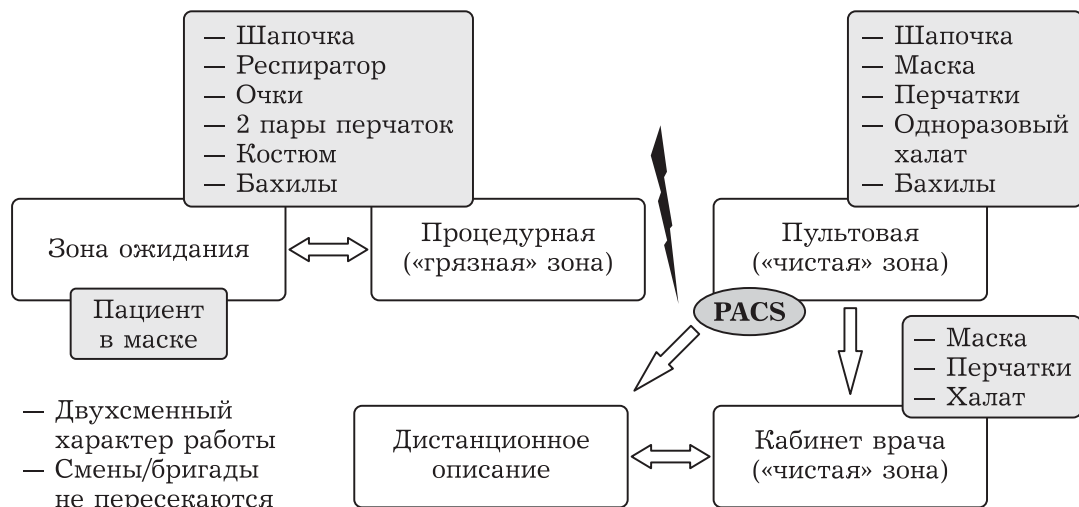 — Шапочка
— Респиратор
— Очки
— 2 пары перчаток
— Костюм
— Бахилы
— Шапочка
— Маска
— Перчатки
— Одноразовый
халат
— Бахилы
Зона ожидания
Процедурная
(«грязная» зона)
Пультовая
(«чистая» зона)
Пациент
в маске
PACS
— Маска
— Перчатки
— Халат
— Двухсменный
характер работы
— Смены/бригады
не пересекаются
Дистанционное
описание
Кабинет врача
(«чистая» зона)